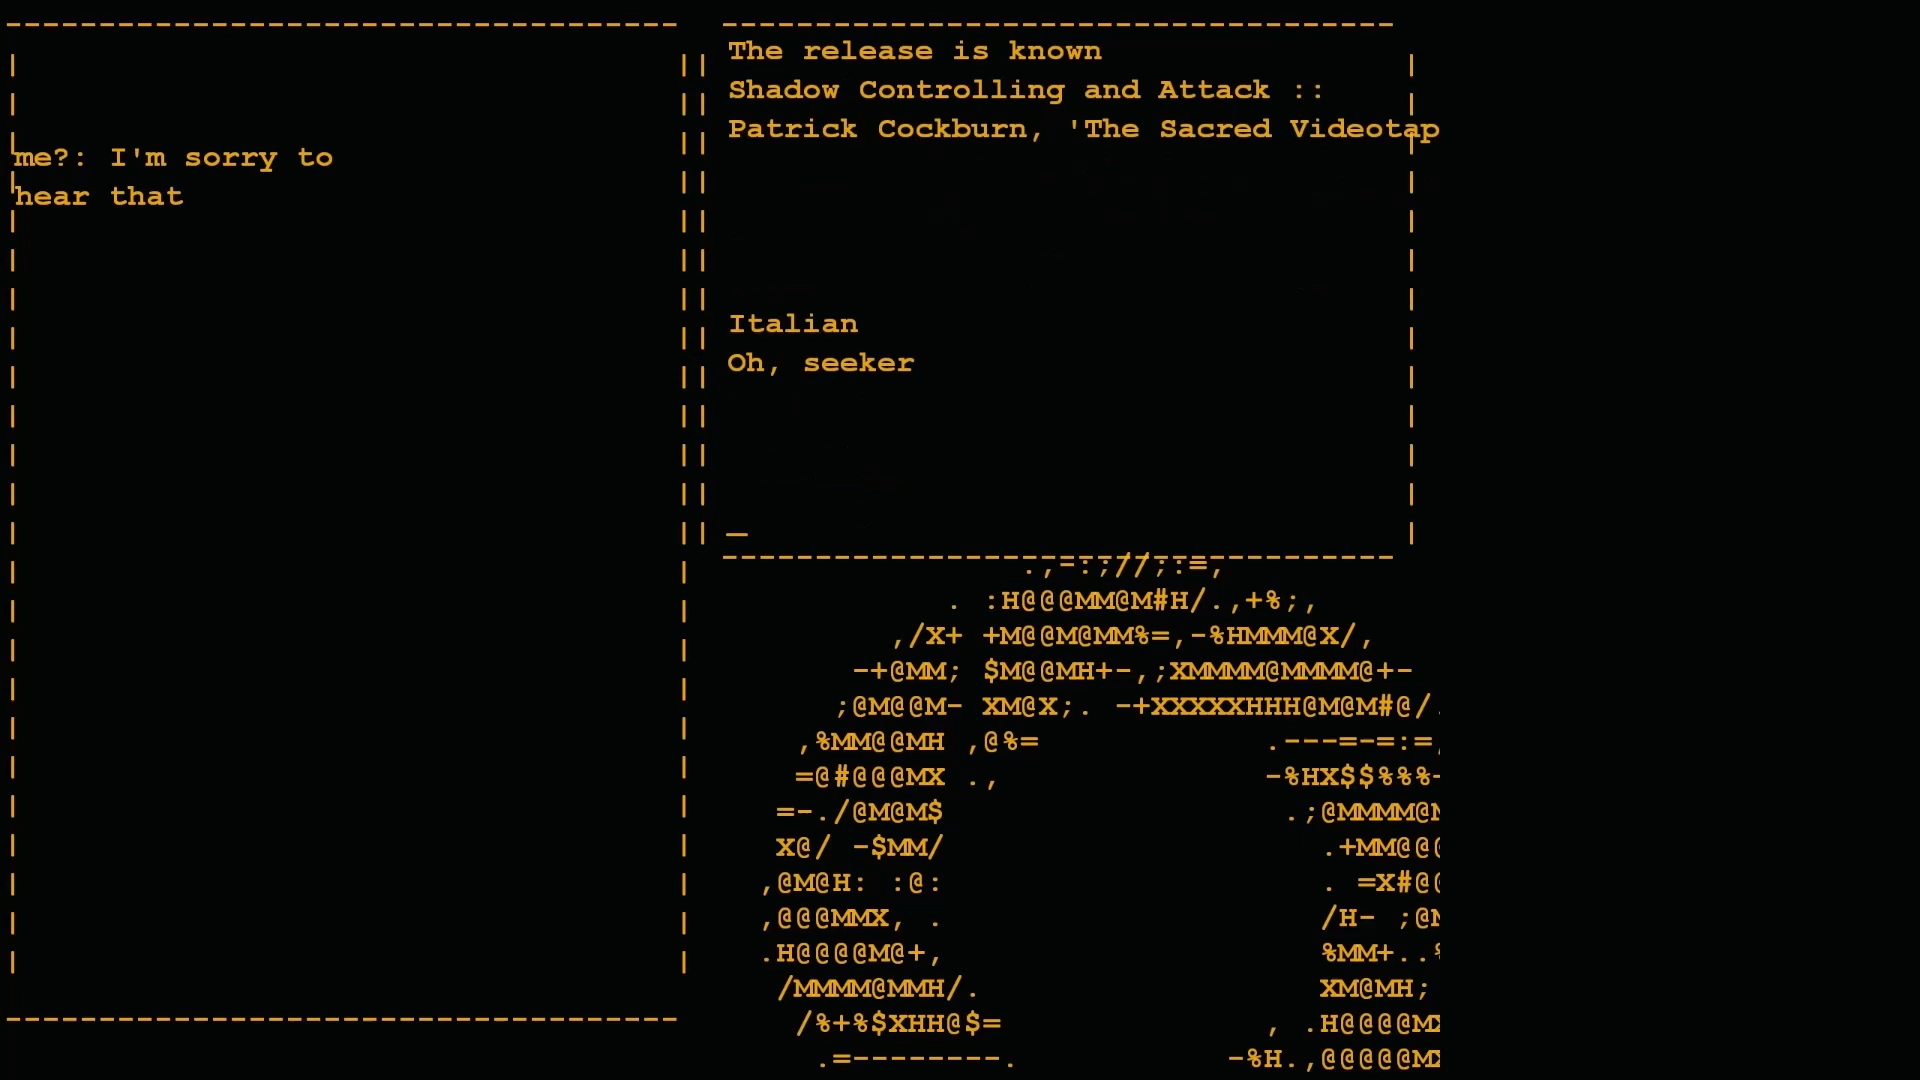 me?: I'm sorry to
hear that
The release is known
Shadow Controlling and Attack ::
Patrick Cockburn, 'The Sacred Videotap
Italian
Oh, seeker